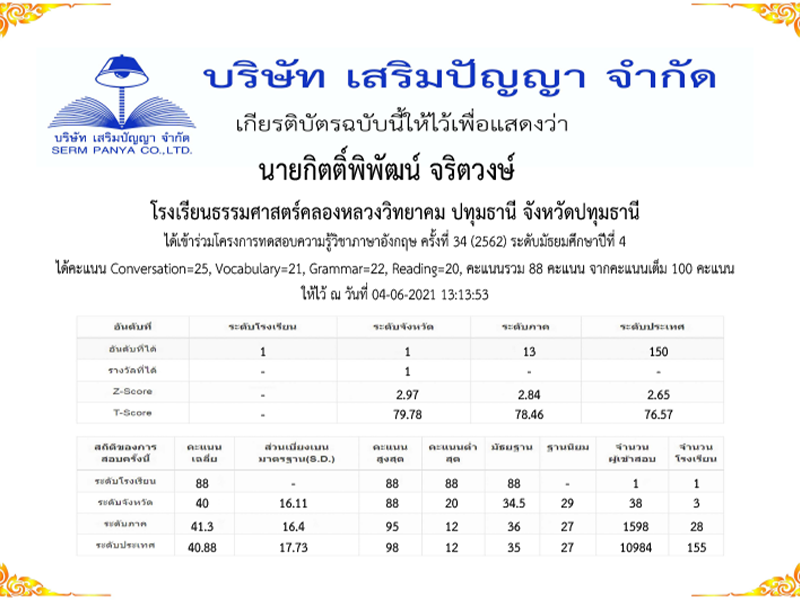 บริษัท เสริมปัญญา จำกัด
บริษัท เสริมปัญญา จำกัด
SERM PANYA CO.,LTD.
เกียรติบัตรฉบับนี้ให้ไว้เพื่อแสดงว่า
นายกิตติ์พิพัฒน์ จริตวงษ์
โรงเรียนธรรมศาสตร์คลองหลวงวิทยาคม ปทุมธานี จังหวัดปทุมธานี
ได้เข้าร่วมโครงการทดสอบความรู้วิชาภาษาอังกฤษ ครั้งที่ 34 (2562) ระดับมัธยมศึกษาปีที่ 4
ได้คะแนน Conversation=25, Vocabulary=21, Grammar=22, Reading=20, คะแนนรวม 88 คะแนน จากคะแนนเต็ม 100 คะแนน
ให้ไว้ ณ วันที่ 04-06-2021 13:13:53
อันดับที่ ระดับโรงเรียน ระดับจังหวัด ระดับภาค ระดับประเทศ
อันดับที่ได้ 1 1 13 150
รางวัลที่ได้ - 1 - -
Z-Score - 2.97 2.84 2.65
T-Score - 79.78 78.46 76.57
สถิติของการสอบครั้งนี้ คะแนนเฉลี่ย ส่วนเบี่ยงเบนมาตรฐาน(S.D.) คะแนนสูงสุด คะแนนต่ำสุด มัธยฐาน ฐานนิยม จำนวนผู้เข้าสอบ จำนวนโรงเรียน
ระดับโรงเรียน 88 - 88 88 88 - 1 1
ระดับจังหวัด 40 16.11 88 20 34.5 29 38 3
ระดับภาค 41.3 16.4 95 12 36 27 1598 28
ระดับประเทศ 40.88 17.73 98 12 35 27 10984 155